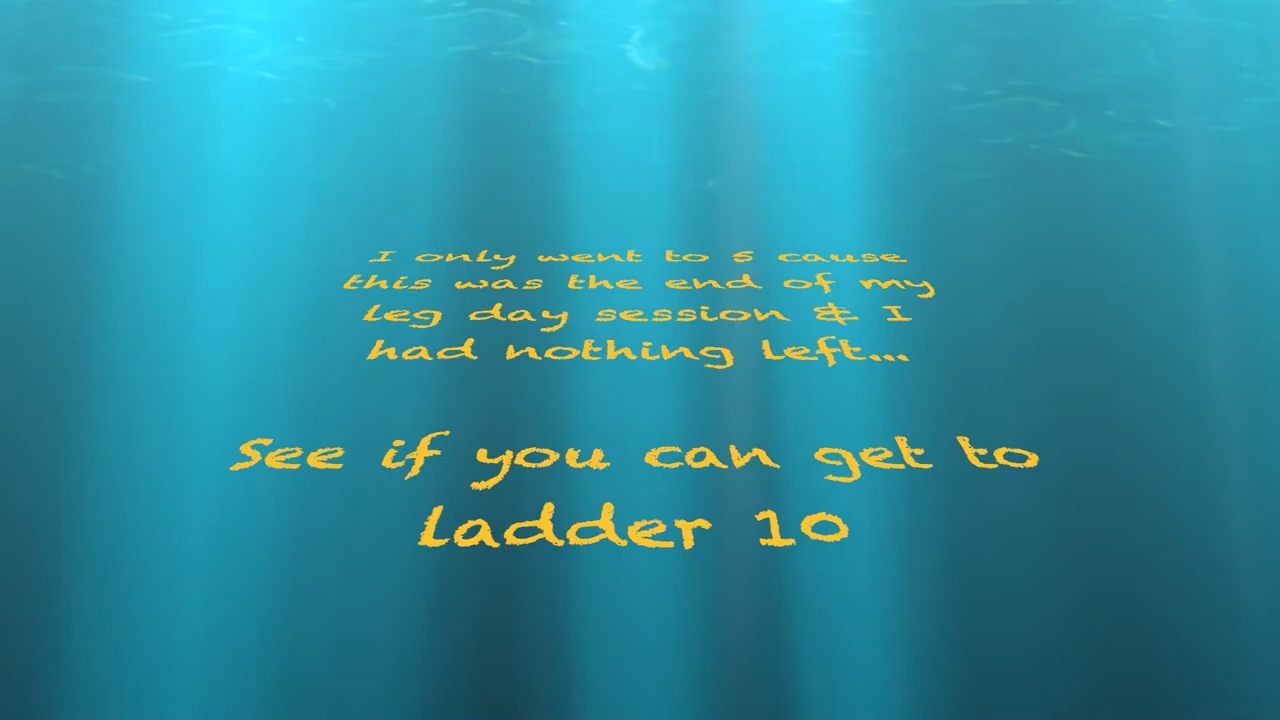 I only went to 5 cause
this was the end of my
leg day session & I
had nothing left...
See if you can get to
ladder 10